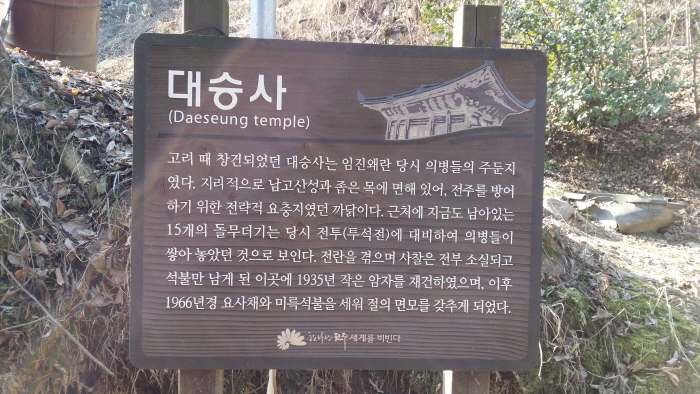 대승사
(Daeseung temple)
고려 때 창건되었던 대승사는 임진왜란 당시 의병들의 주둔지
였다. 지리적으로 남고산성과 좁은 목에 면해 있어, 전주를 방어
하기 위한 전략적 요충지였던 까닭이다. 근처에 지금도 남아있는
15개의 돌무더기는 당시 전투(투석전)에 대비하여 의병들이
쌓아 놓았던 것으로 보인다. 전란을 겪으며 사찰은 전부 소실되고
석불만 남게 된 이곳에 1935년 작은 암자를 재건하였으며, 이후
1966년경 요사채와 미륵석불을 세워 절의 면모를 갖추게 되었다.
한바탕 전주 세계를 비빈다